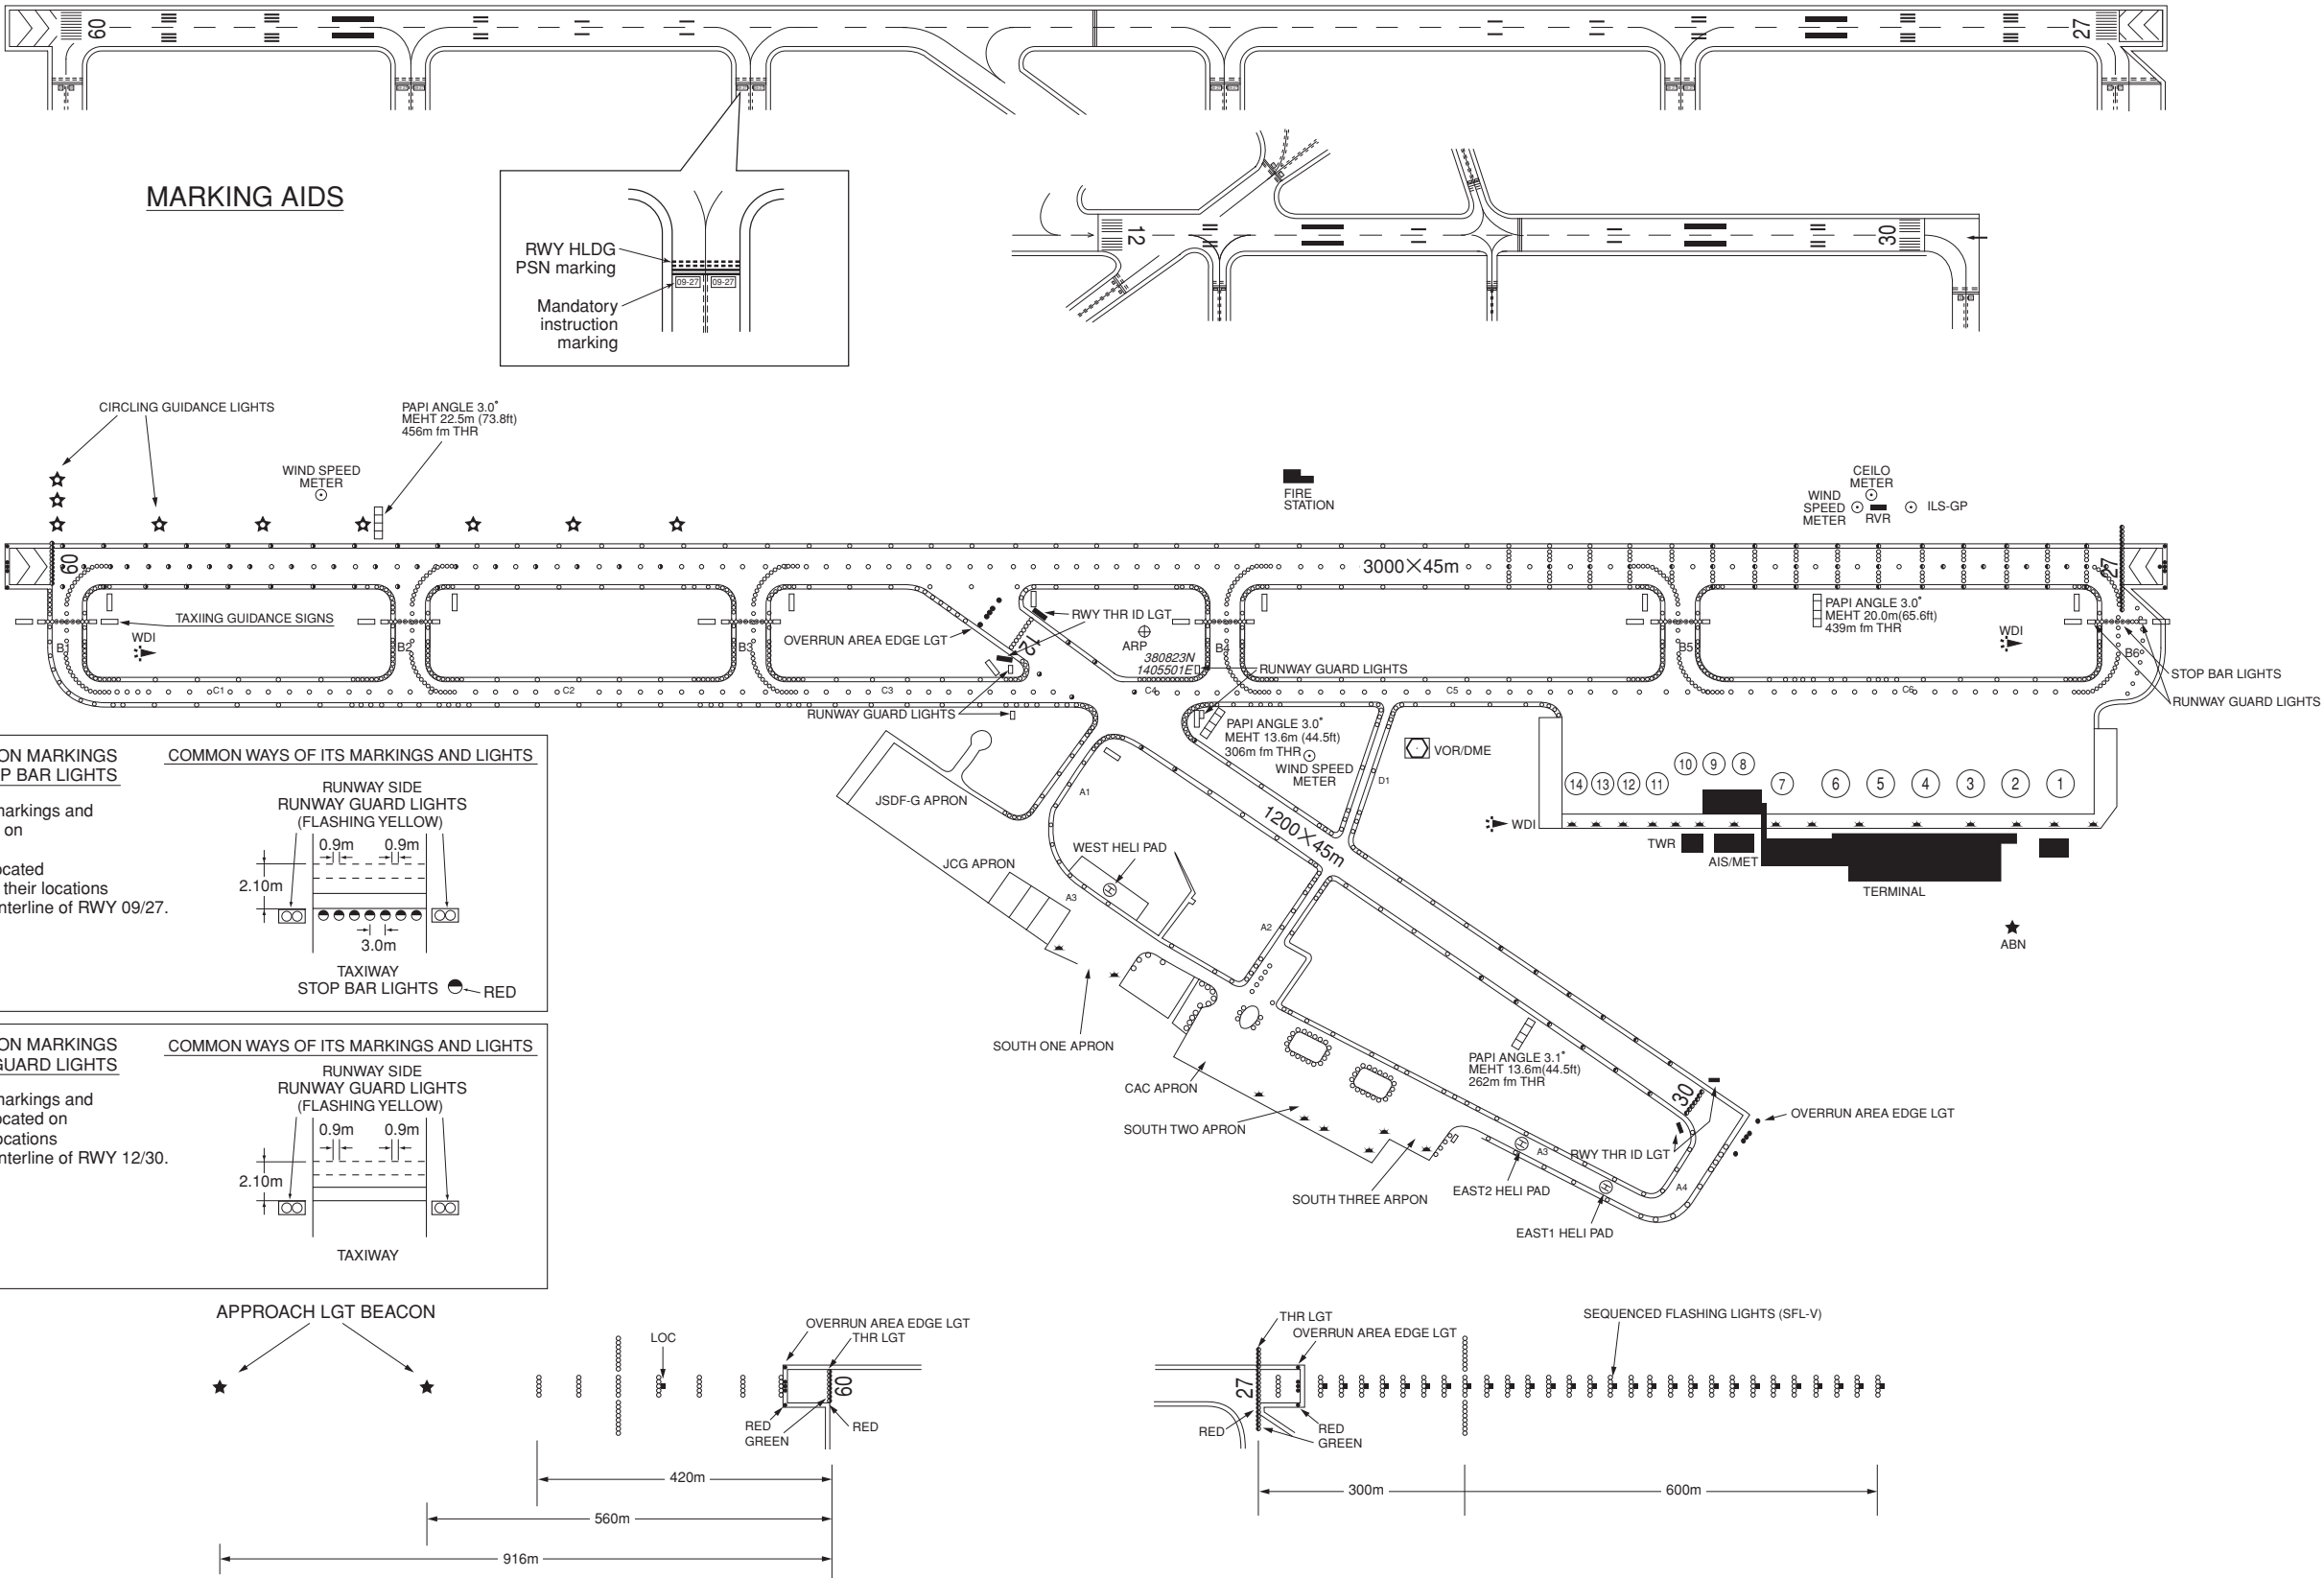 09
27
MARKING AIDS
RWY HLDG
PSN marking
09-27
09-27
Mandatory
instruction
marking
12
30
CIRCLING GUIDANCE LIGHTS
PAPI ANGLE 3.0°
MEHT 22.5m (73.8ft)
456m fm THR
WIND SPEED
METER
FIRE
STATION
CEILO
METER
WIND
SPEED
METER
RVR
ILS-GP
09
3000×45m
27
TAXIING GUIDANCE SIGNS
WDI
B1
B2
B3
OVERRUN AREA EDGE LGT
RWY THR ID LGT
12
ARP
380823N
1405501E
B4
RUNWAY GUARD LIGHTS
B5
PAPI ANGLE 3.0°
MEHT 20.0m(65.6ft)
439m fm THR
WDI
B6
STOP BAR LIGHTS
RUNWAY GUARD LIGHTS
C1
C2
C3
C4
C5
C6
RUNWAY GUARD LIGHTS
PAPI ANGLE 3.0°
MEHT 13.6m (44.5ft)
306m fm THR
WIND SPEED
METER
VOR/DME
D1
ON MARKINGS
P BAR LIGHTS
COMMON WAYS OF ITS MARKINGS AND LIGHTS
RUNWAY SIDE
RUNWAY GUARD LIGHTS
(FLASHING YELLOW)
markings and
on
0.9m
0.9m
ocated
their locations
nterline of RWY 09/27.
2.10m
3.0m
TAXIWAY
STOP BAR LIGHTS
RED
JSDF-G APRON
A1
1200×45m
WEST HELI PAD
H
JCG APRON
A3
A2
14
13
12
11
10
9
8
7
6
5
4
3
2
1
WDI
TWR
AIS/MET
TERMINAL
ABN
SOUTH ONE APRON
CAC APRON
SOUTH TWO APRON
SOUTH THREE ARPON
PAPI ANGLE 3.1°
MEHT 13.6m(44.5ft)
262m fm THR
30
OVERRUN AREA EDGE LGT
RWY THR ID LGT
H
A3
A4
EAST2 HELI PAD
H
EAST1 HELI PAD
ON MARKINGS
GUARD LIGHTS
COMMON WAYS OF ITS MARKINGS AND LIGHTS
RUNWAY SIDE
RUNWAY GUARD LIGHTS
(FLASHING YELLOW)
markings and
ocated on
ocations
nterline of RWY 12/30.
0.9m
0.9m
2.10m
TAXIWAY
APPROACH LGT BEACON
LOC
OVERRUN AREA EDGE LGT
THR LGT
09
RED
GREEN
RED
420m
560m
916m
THR LGT
OVERRUN AREA EDGE LGT
SEQUENCED FLASHING LIGHTS (SFL-V)
27
RED
RED
GREEN
300m
600m